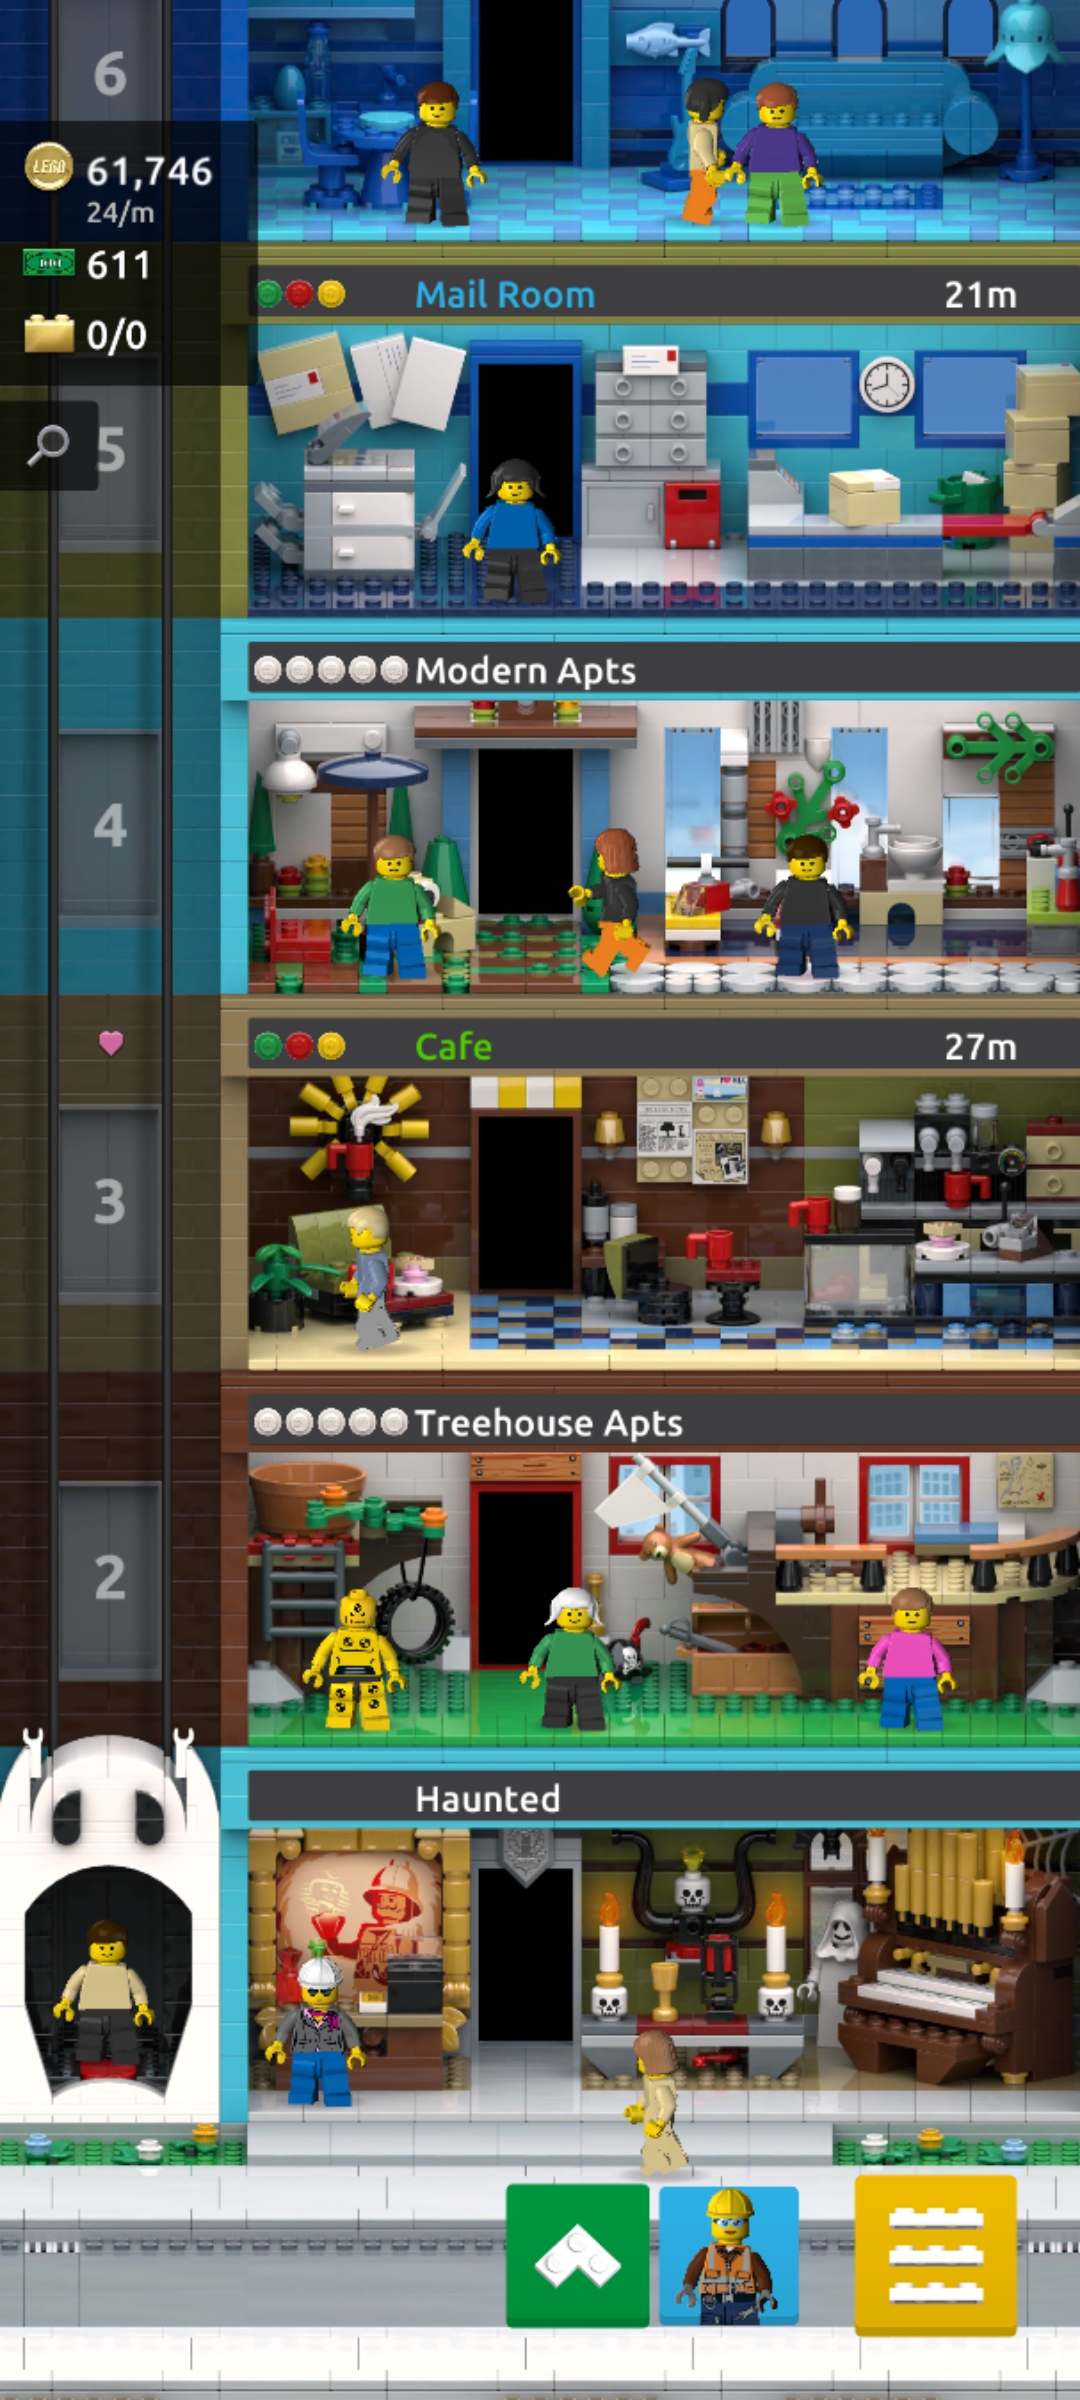 6
LEGO
61,746
24/m
611
0/0
Mail Room
21m
5
Modern Apts
4
Cafe
27m
3
Treehouse Apts
2
Haunted